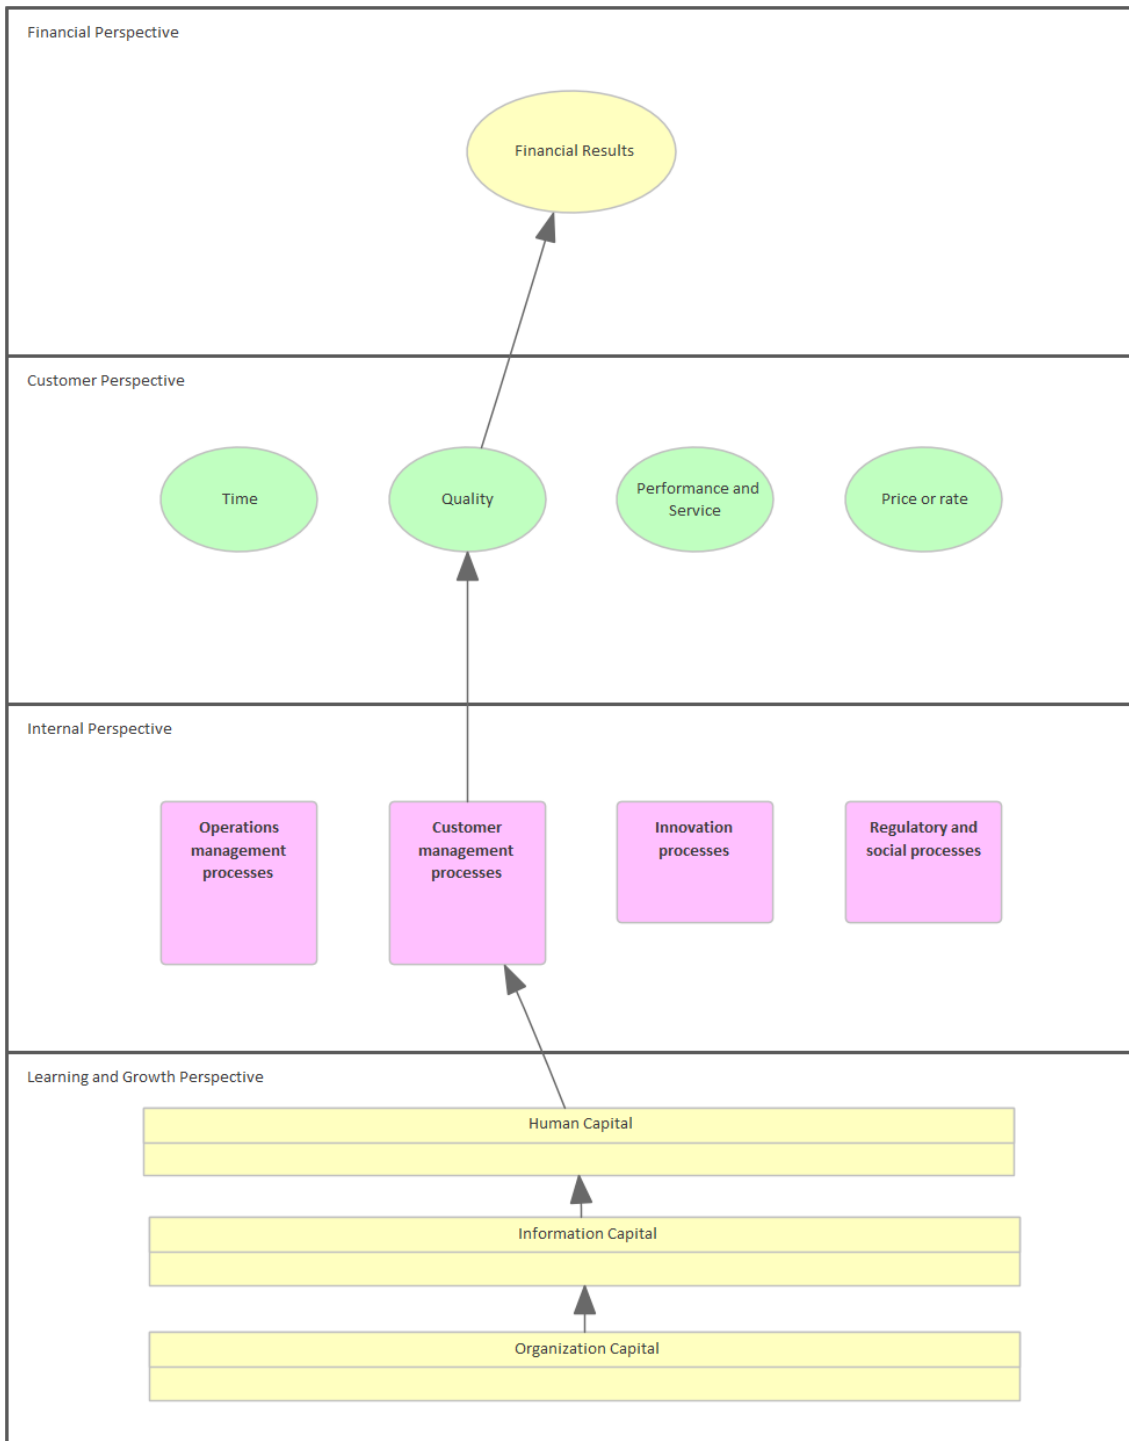 Financial Perspective
Financial Results
Customer Perspective
Time
Quality
Performance and
Service
Price or rate
Internal Perspective
Operations
management
processes
Customer
management
processes
Innovation
processes
Regulatory and
social processes
Learning and Growth Perspective
Human Capital
Information Capital
Organization Capital